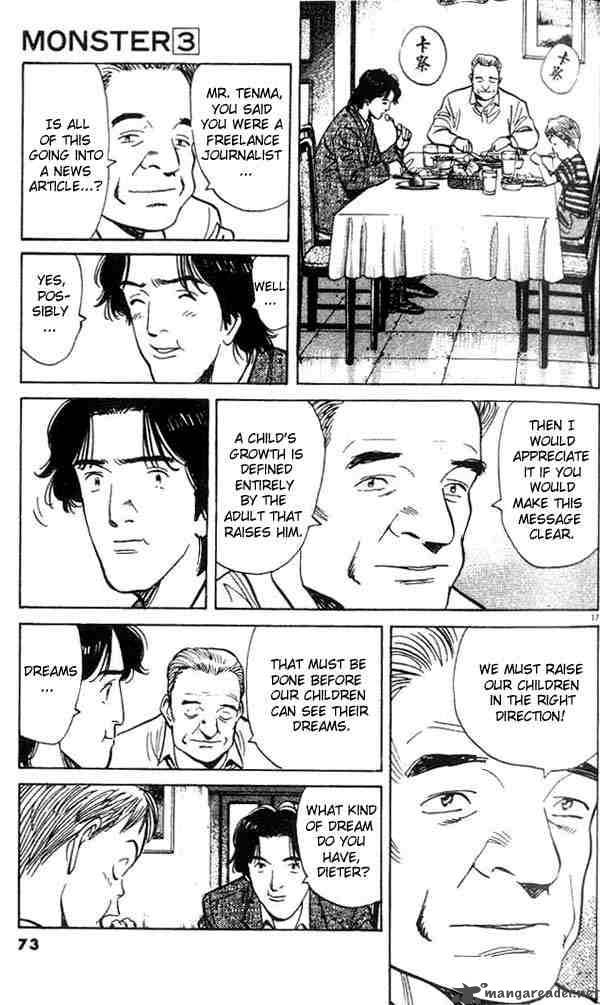 MONSTER 3
MR. TENMA,
YOU SAID
YOU WERE A
FREELANCE
JOURNALIST
...
IS ALL
OF THIS
GOING INTO
A NEWS
ARTICLE...?
WELL
...
YES,
POS-
SIBLY
...
THEN I
WOULD
APPRECIATE
IT IF YOU
WOULD
MAKE THIS
MESSAGE
CLEAR.
A CHILD'S
GROWTH IS
DEFINED
ENTIRELY
BY THE
ADULT THAT
RAISES HIM.
17
WE MUST RAISE
OUR CHILDREN
IN THE RIGHT
DIRECTION!
THAT MUST BE
DONE BEFORE
OUR CHILDREN
CAN SEE THEIR
DREAMS.
DREAMS
...
WHAT KIND
OF DREAM
DO YOU
HAVE,
DIETER?
73
mangareader.net